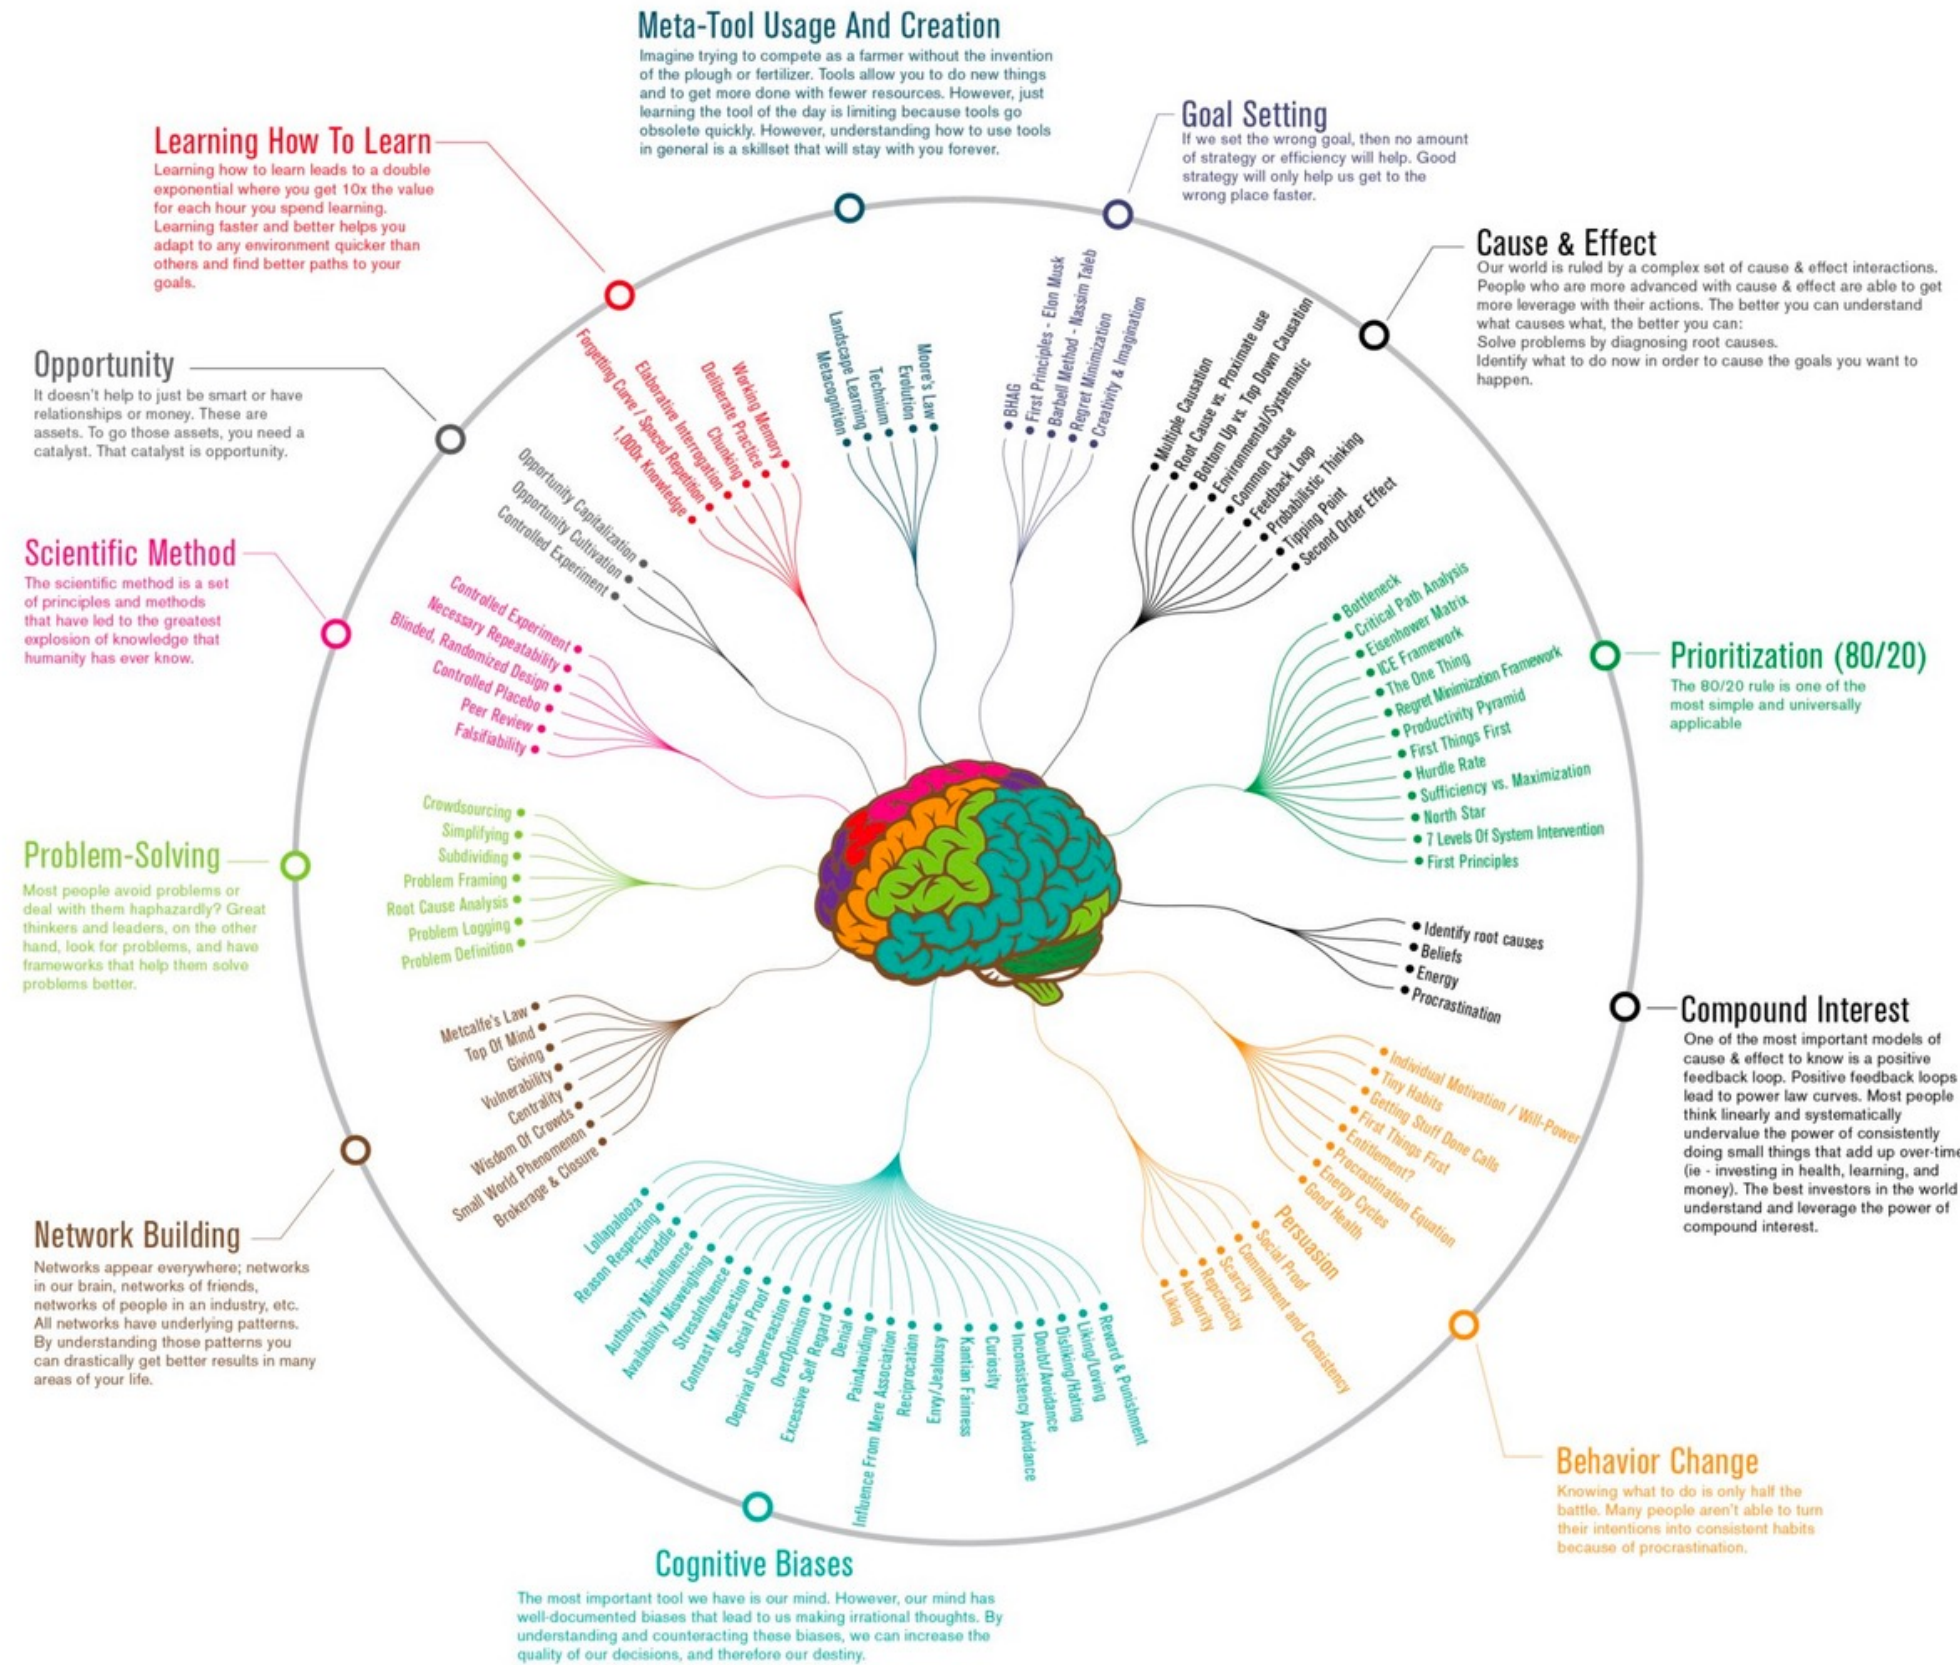 Meta-Tool Usage And Creation
Imagine trying to compete as a farmer without the invention
of the plough or fertilizer. Tools allow you to do new things
and to get more done with fewer resources. However, just
learning the tool of the day is limiting because tools go
obsolete quickly. However, understanding how to use tools
in general is a skillset that will stay with you forever.
Goal Setting
If we set the wrong goal, then no amount
of strategy or efficiency will help. Good
strategy will only help us get to the
wrong place faster.
Cause & Effect
Our world is ruled by a complex set of cause & effect interactions.
People who are more advanced with cause & effect are able to get
more leverage with their actions. The better you can understand
what causes what, the better you can:
Solve problems by diagnosing root causes.
Identify what to do now in order to cause the goals you want to
happen.
Prioritization (80/20)
The 80/20 rule is one of the
most simple and universally
applicable
Compound Interest
One of the most important models of
cause & effect to know is a positive
feedback loop. Positive feedback loops
lead to power law curves. Most people
think linearly and systematically
undervalue the power of consistently
doing small things that add up over-time
(ie - investing in health, learning, and
money). The best investors in the world
understand and leverage the power of
compound interest.
Behavior Change
Knowing what to do is only half the
battle. Many people aren't able to turn
their intentions into consistent habits
because of procrastination.
Cognitive Biases
The most important tool we have is our mind. However, our mind has
well-documented biases that lead to us making irrational thoughts. By
understanding and counteracting these biases, we can increase the
quality of our decisions, and therefore our destiny.
Network Building
Networks appear everywhere; networks
in our brain, networks of friends,
networks of people in an industry, etc.
All networks have underlying patterns.
By understanding those patterns you
can drastically get better results in many
areas of your life.
Problem-Solving
Most people avoid problems or
deal with them haphazardly? Great
thinkers and leaders, on the other
hand, look for problems, and have
frameworks that help them solve
problems better.
Scientific Method
The scientific method is a set
of principles and methods
that have led to the greatest
explosion of knowledge that
humanity has ever know.
Opportunity
It doesn't help to just be smart or have
relationships or money. These are
assets. To go those assets, you need a
catalyst. That catalyst is opportunity.
Learning How To Learn
Learning how to learn leads to a double
exponential where you get 10x the value
for each hour you spend learning.
Learning faster and better helps you
adapt to any environment quicker than
others and find better paths to your
goals.
Metacognition
Landscape Learning
Technium
Evolution
Moore's Law
BHAG
First Principles - Elon Musk
Barbell Method - Nassim Taleb
Regret Minimization
Creativity & Imagination
Multiple Causation
Root Cause vs. Proximate use
Bottom Up vs. Top Down Causation
Environmental/Systematic
Common Cause
Feedback Loop
Probabilistic Thinking
Tipping Point
Second Order Effect
Bottleneck
Critical Path Analysis
Eisenhower Matrix
ICE Framework
The One Thing
Regret Minimization Framework
Productivity Pyramid
First Things First
Hurdle Rate
Sufficiency vs. Maximization
North Star
7 Levels Of System Intervention
First Principles
Identify root causes
Beliefs
Energy
Procrastination
Individual Motivation / Will-Power
Tiny Habits
Getting Stuff Done Calls
First Things First
Entitlement?
Procrastination Equation
Energy Cycles
Good Health
Persuasion
Social Proof
Commitment and Consistency
Scarcity
Repcriocity
Authority
Liking
Reward & Punishment
Liking/Loving
Disliking/Hating
Doubt/Avoidance
Inconsistency Avoidance
Curiosity
Kantian Fairness
Envy/Jealousy
Reciprocation
Influence From Mere Association
PainAvoiding
Denial
Excessive Self Regard
OverOptimism
Deprival Superreaction
Social Proof
Contrast Misreaction
StressInfluence
Availability Misweighing
Authority Misinfluence
Twaddle
Reason Respecting
Lollapalooza
Brokerage & Closure
Small World Phenomenon
Wisdom Of Crowds
Centrality
Vulnerability
Giving
Top Of Mind
Metcalfe's Law
Problem Definition
Problem Logging
Root Cause Analysis
Problem Framing
Subdividing
Simplifying
Crowdsourcing
Falsifiability
Peer Review
Controlled Placebo
Blinded, Randomized Design
Necessary Repeatability
Controlled Experiment
Controlled Experiment
Opportunity Cultivation
Opportunity Capitalization
1,000x Knowledge
Forgetting Curve / Spaced Repetition
Elaborative Interrogation
Chunking
Deliberate Practice
Working Memory